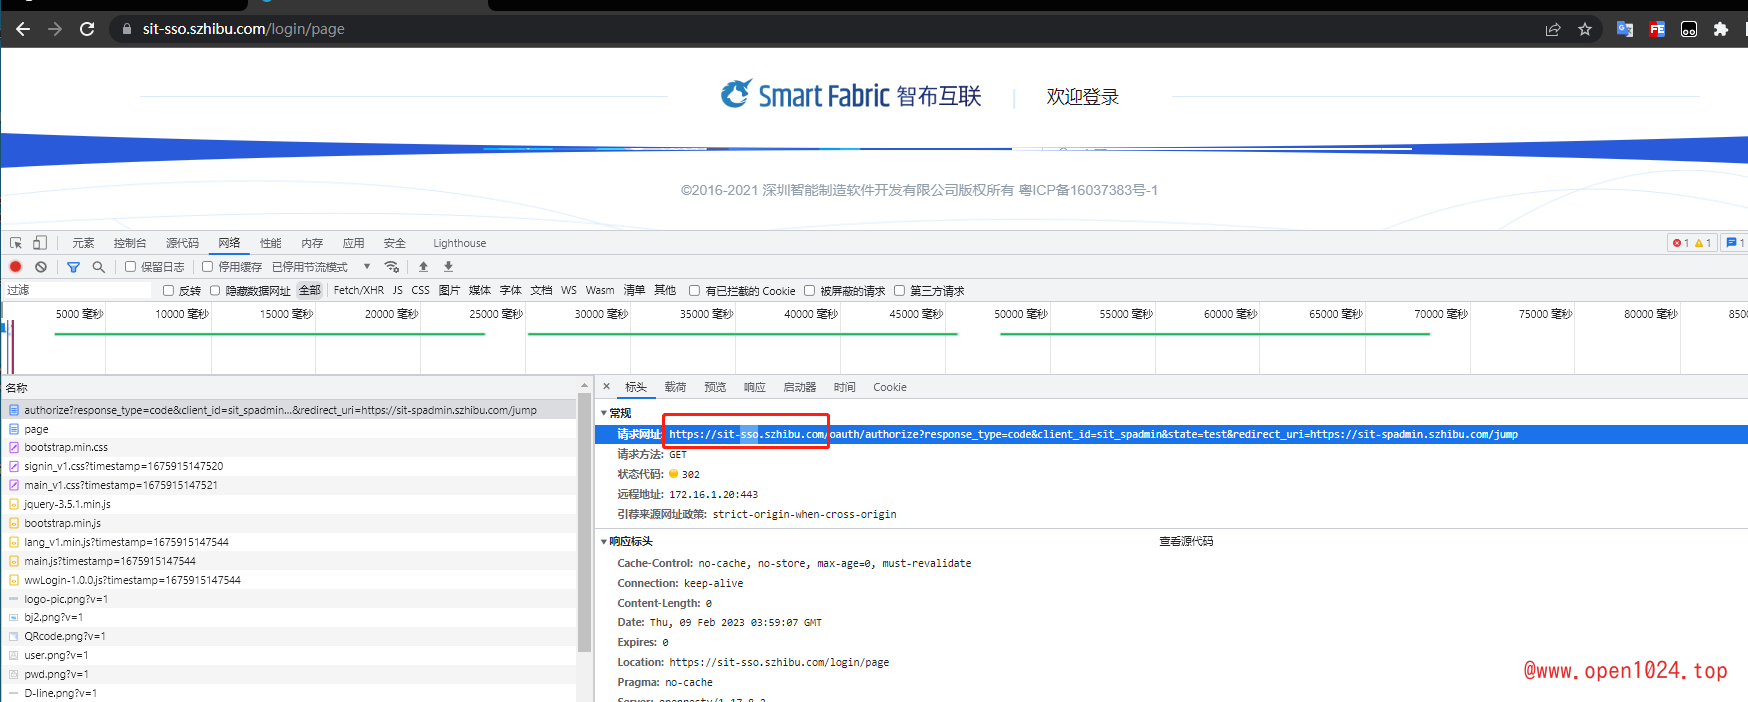 sit-sso.szhibu.com/login/page
Smart Fabric 智布互联 欢迎登录
©2016-2021 深圳智能制造软件开发有限公司版权所有 粤ICP备16037383号-1
元素 控制台 源代码 网络 性能 内存 应用 安全 Lighthouse 1 1 1
保留日志 停用缓存 已停用节流模式
过滤 反转 隐藏数据网址 全部 Fetch/XHR JS CSS 图片 媒体 字体 文档 WS Wasm 清单 其他 有已拦截的 Cookie 被屏蔽的请求 第三方请求
5000 毫秒 10000 毫秒 15000 毫秒 20000 毫秒 25000 毫秒 30000 毫秒 35000 毫秒 40000 毫秒 45000 毫秒 50000 毫秒 55000 毫秒 60000 毫秒 65000 毫秒 70000 毫秒 75000 毫秒 80000 毫秒 8500
名称
authorize?response_type=code&client_id=sit_spadmin...&redirect_uri=https://sit-spadmin.szhibu.com/jump
page
bootstrap.min.css
signin_v1.css?timestamp=1675915147520
main_v1.css?timestamp=1675915147521
jquery-3.5.1.min.js
bootstrap.min.js
lang_v1.min.js?timestamp=1675915147544
main.js?timestamp=1675915147544
wwLogin-1.0.0.js?timestamp=1675915147544
logo-pic.png?v=1
bj2.png?v=1
QRcode.png?v=1
user.png?v=1
pwd.png?v=1
D-line.png?v=1
× 标头 载荷 预览 响应 启动器 时间 Cookie
常规
请求网址: https://sit-sso.szhibu.com/oauth/authorize?response_type=code&client_id=sit_spadmin&state=test&redirect_uri=https://sit-spadmin.szhibu.com/jump
请求方法: GET
状态代码: 302
远程地址: 172.16.1.20:443
引荐来源网址政策: strict-origin-when-cross-origin
响应标头 查看源代码
Cache-Control: no-cache, no-store, max-age=0, must-revalidate
Connection: keep-alive
Content-Length: 0
Date: Thu, 09 Feb 2023 03:59:07 GMT
Expires: 0
Location: https://sit-sso.szhibu.com/login/page
Pragma: no-cache
@www.open1024.top